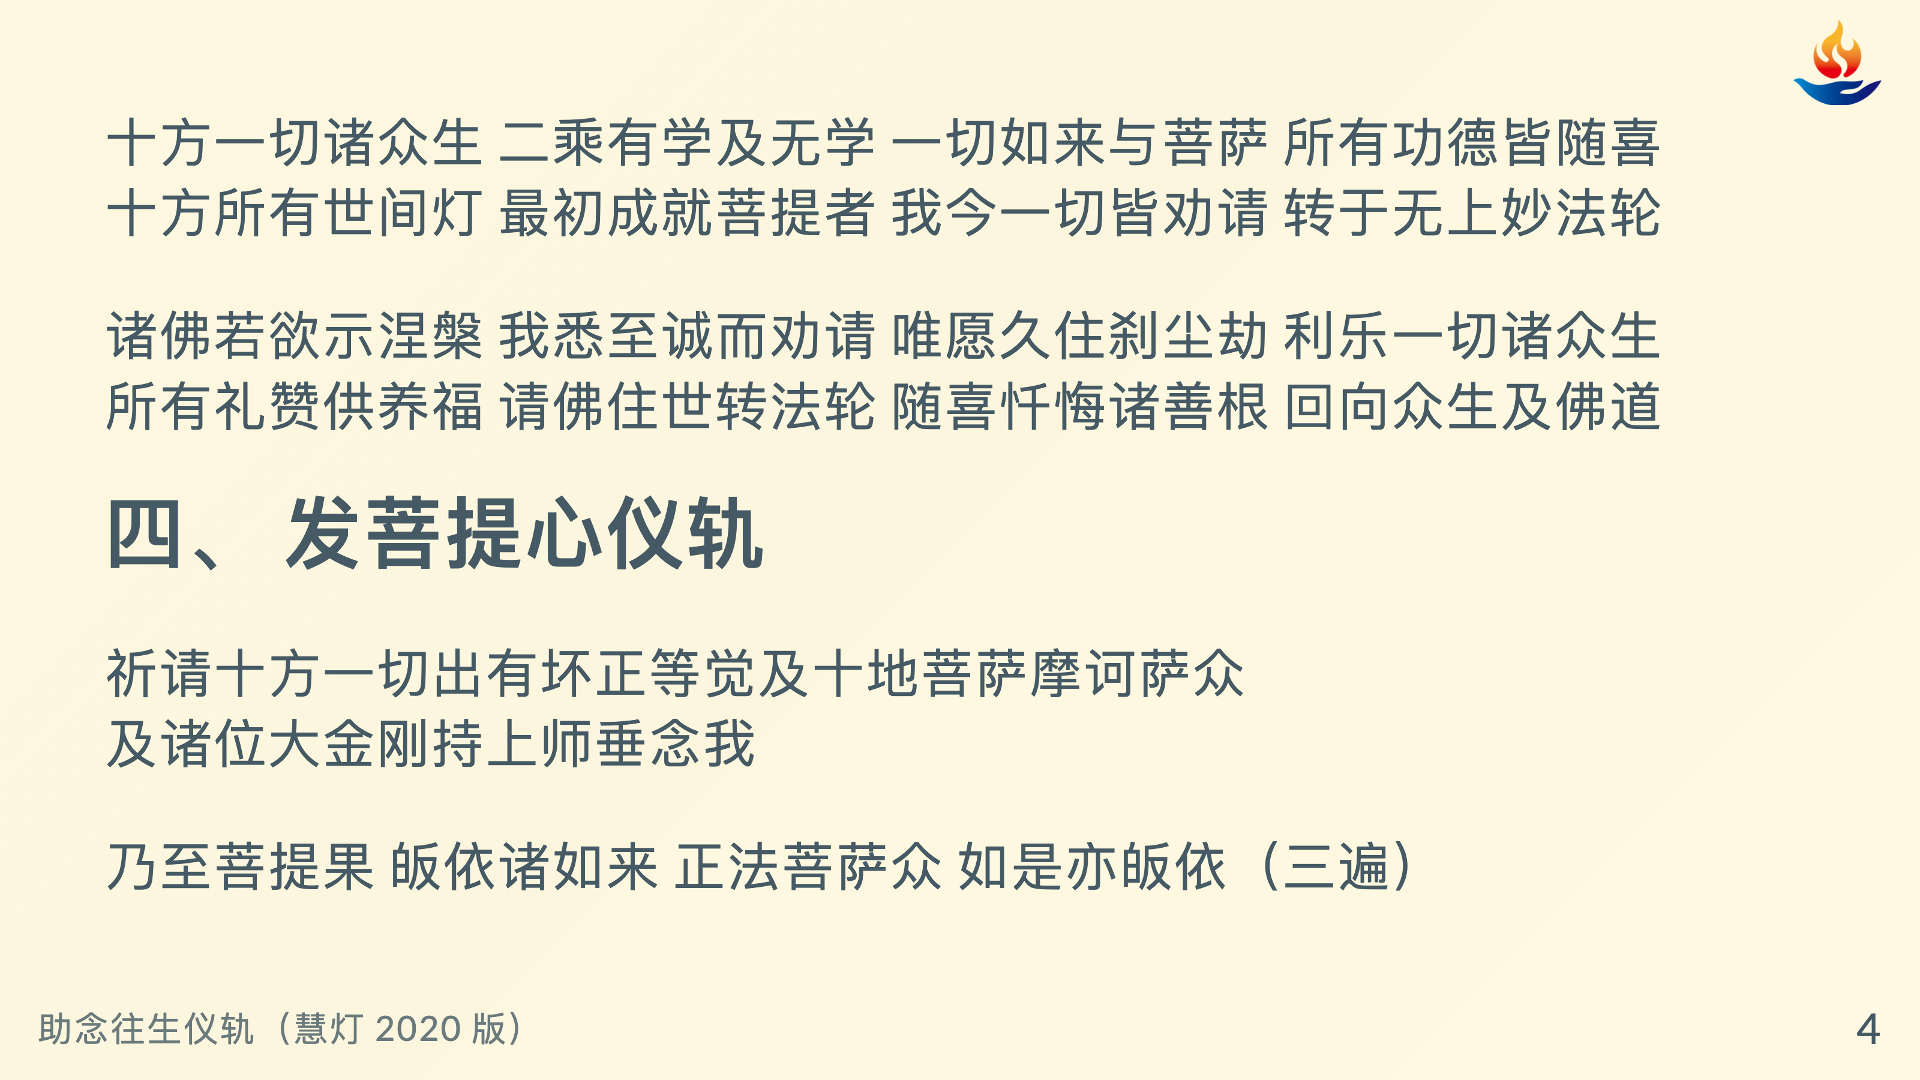 十方一切诸众生 二乘有学及无学 一切如来与菩萨 所有功德皆随喜
十方所有世间灯 最初成就菩提者 我今一切皆劝请 转于无上妙法轮
诸佛若欲示涅槃 我悉至诚而劝请 唯愿久住刹尘劫 利乐一切诸众生
所有礼赞供养福 请佛住世转法轮 随喜忏悔诸善根 回向众生及佛道
四、 发菩提心仪轨
祈请十方一切出有坏正等觉及十地菩萨摩诃萨众
及诸位大金刚持上师垂念我
乃至菩提果 皈依诸如来 正法菩萨众 如是亦皈依（三遍）
助念往生仪轨（慧灯 2020 版）
4